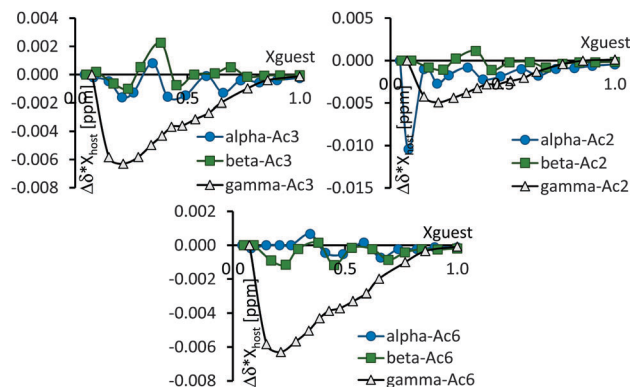 0.004
0.002
0.000
-0.002
-0.004
-0.006
-0.008
Xguest
0.0
0.5
1.0
Δδ*X_host [ppm]
alpha-Ac3
beta-Ac3
gamma-Ac3
0.005
0.000
-0.005
-0.010
-0.015
Xguest
0.0
0.5
1.0
Δδ*X_host [ppm]
alpha-Ac2
beta-Ac2
gamma-Ac2
0.002
0.000
-0.002
-0.004
-0.006
-0.008
Xguest
0.0
0.5
1.0
Δδ*X_host [ppm]
alpha-Ac6
beta-Ac6
gamma-Ac6